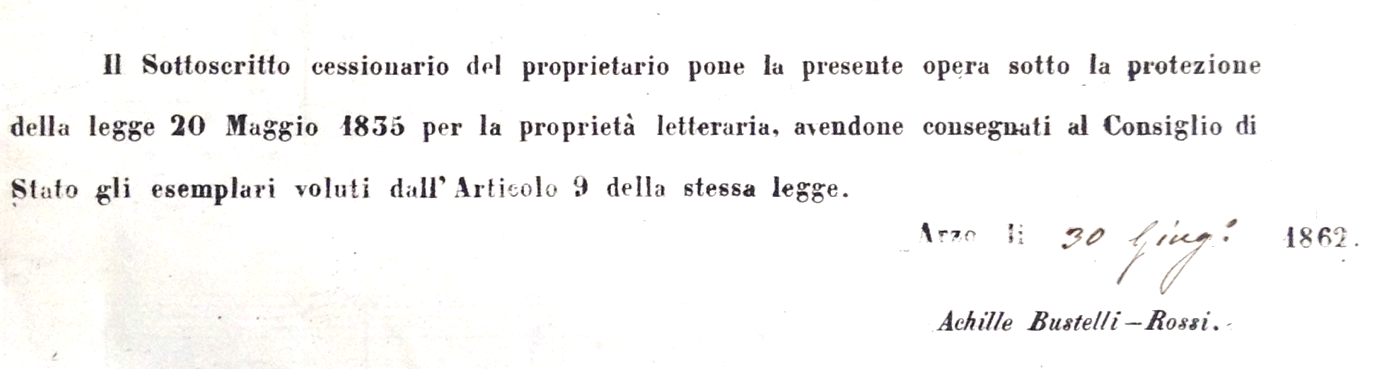 Il Sottoscritto cessionario del proprietario pone la presente opera sotto la protezione
della legge 20 Maggio 1835 per la proprietà letteraria, avendone consegnati al Consiglio di
Stato gli esemplari voluti dall' Articolo 9 della stessa legge.
Arzo li 30 Giug.º 1862.
Achille Bustelli–Rossi.